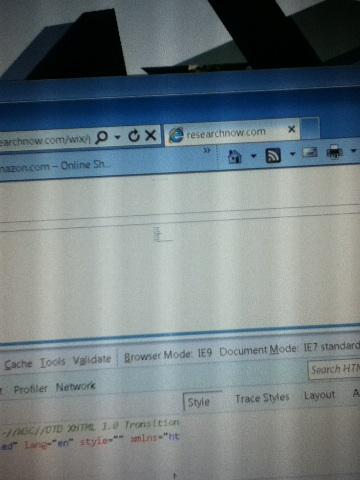 earchnow.com/wix/p researchnow.com
mazon.com – Online Sh...
Cache Tools Validate Browser Mode: IE9 Document Mode: IE7 standard
Profiler Network
Search HTM
Style Trace Styles Layout A
-//W3C//DTD XHTML 1.0 Transition
ed" lang="en" style="" xmlns="ht